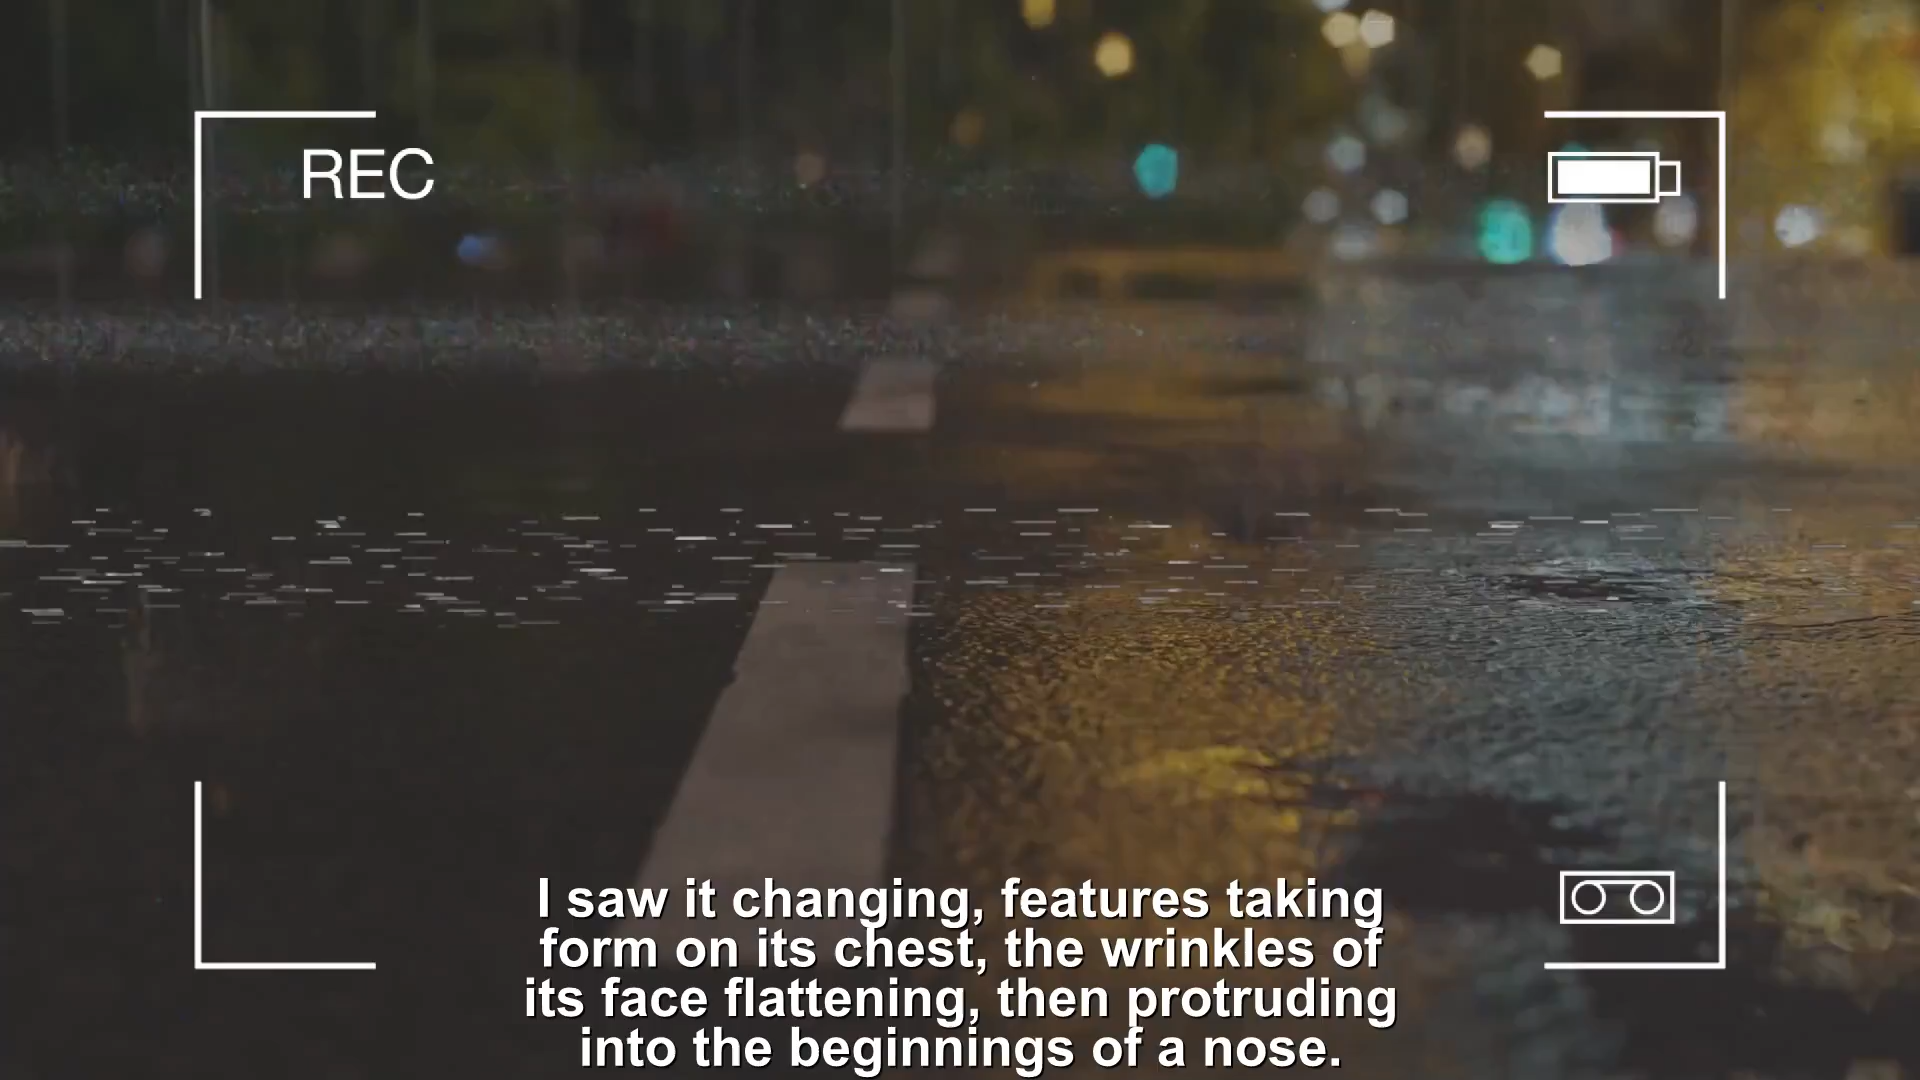 REC
I saw it changing, features taking
form on its chest, the wrinkles of
its face flattening, then protruding
into the beginnings of a nose.